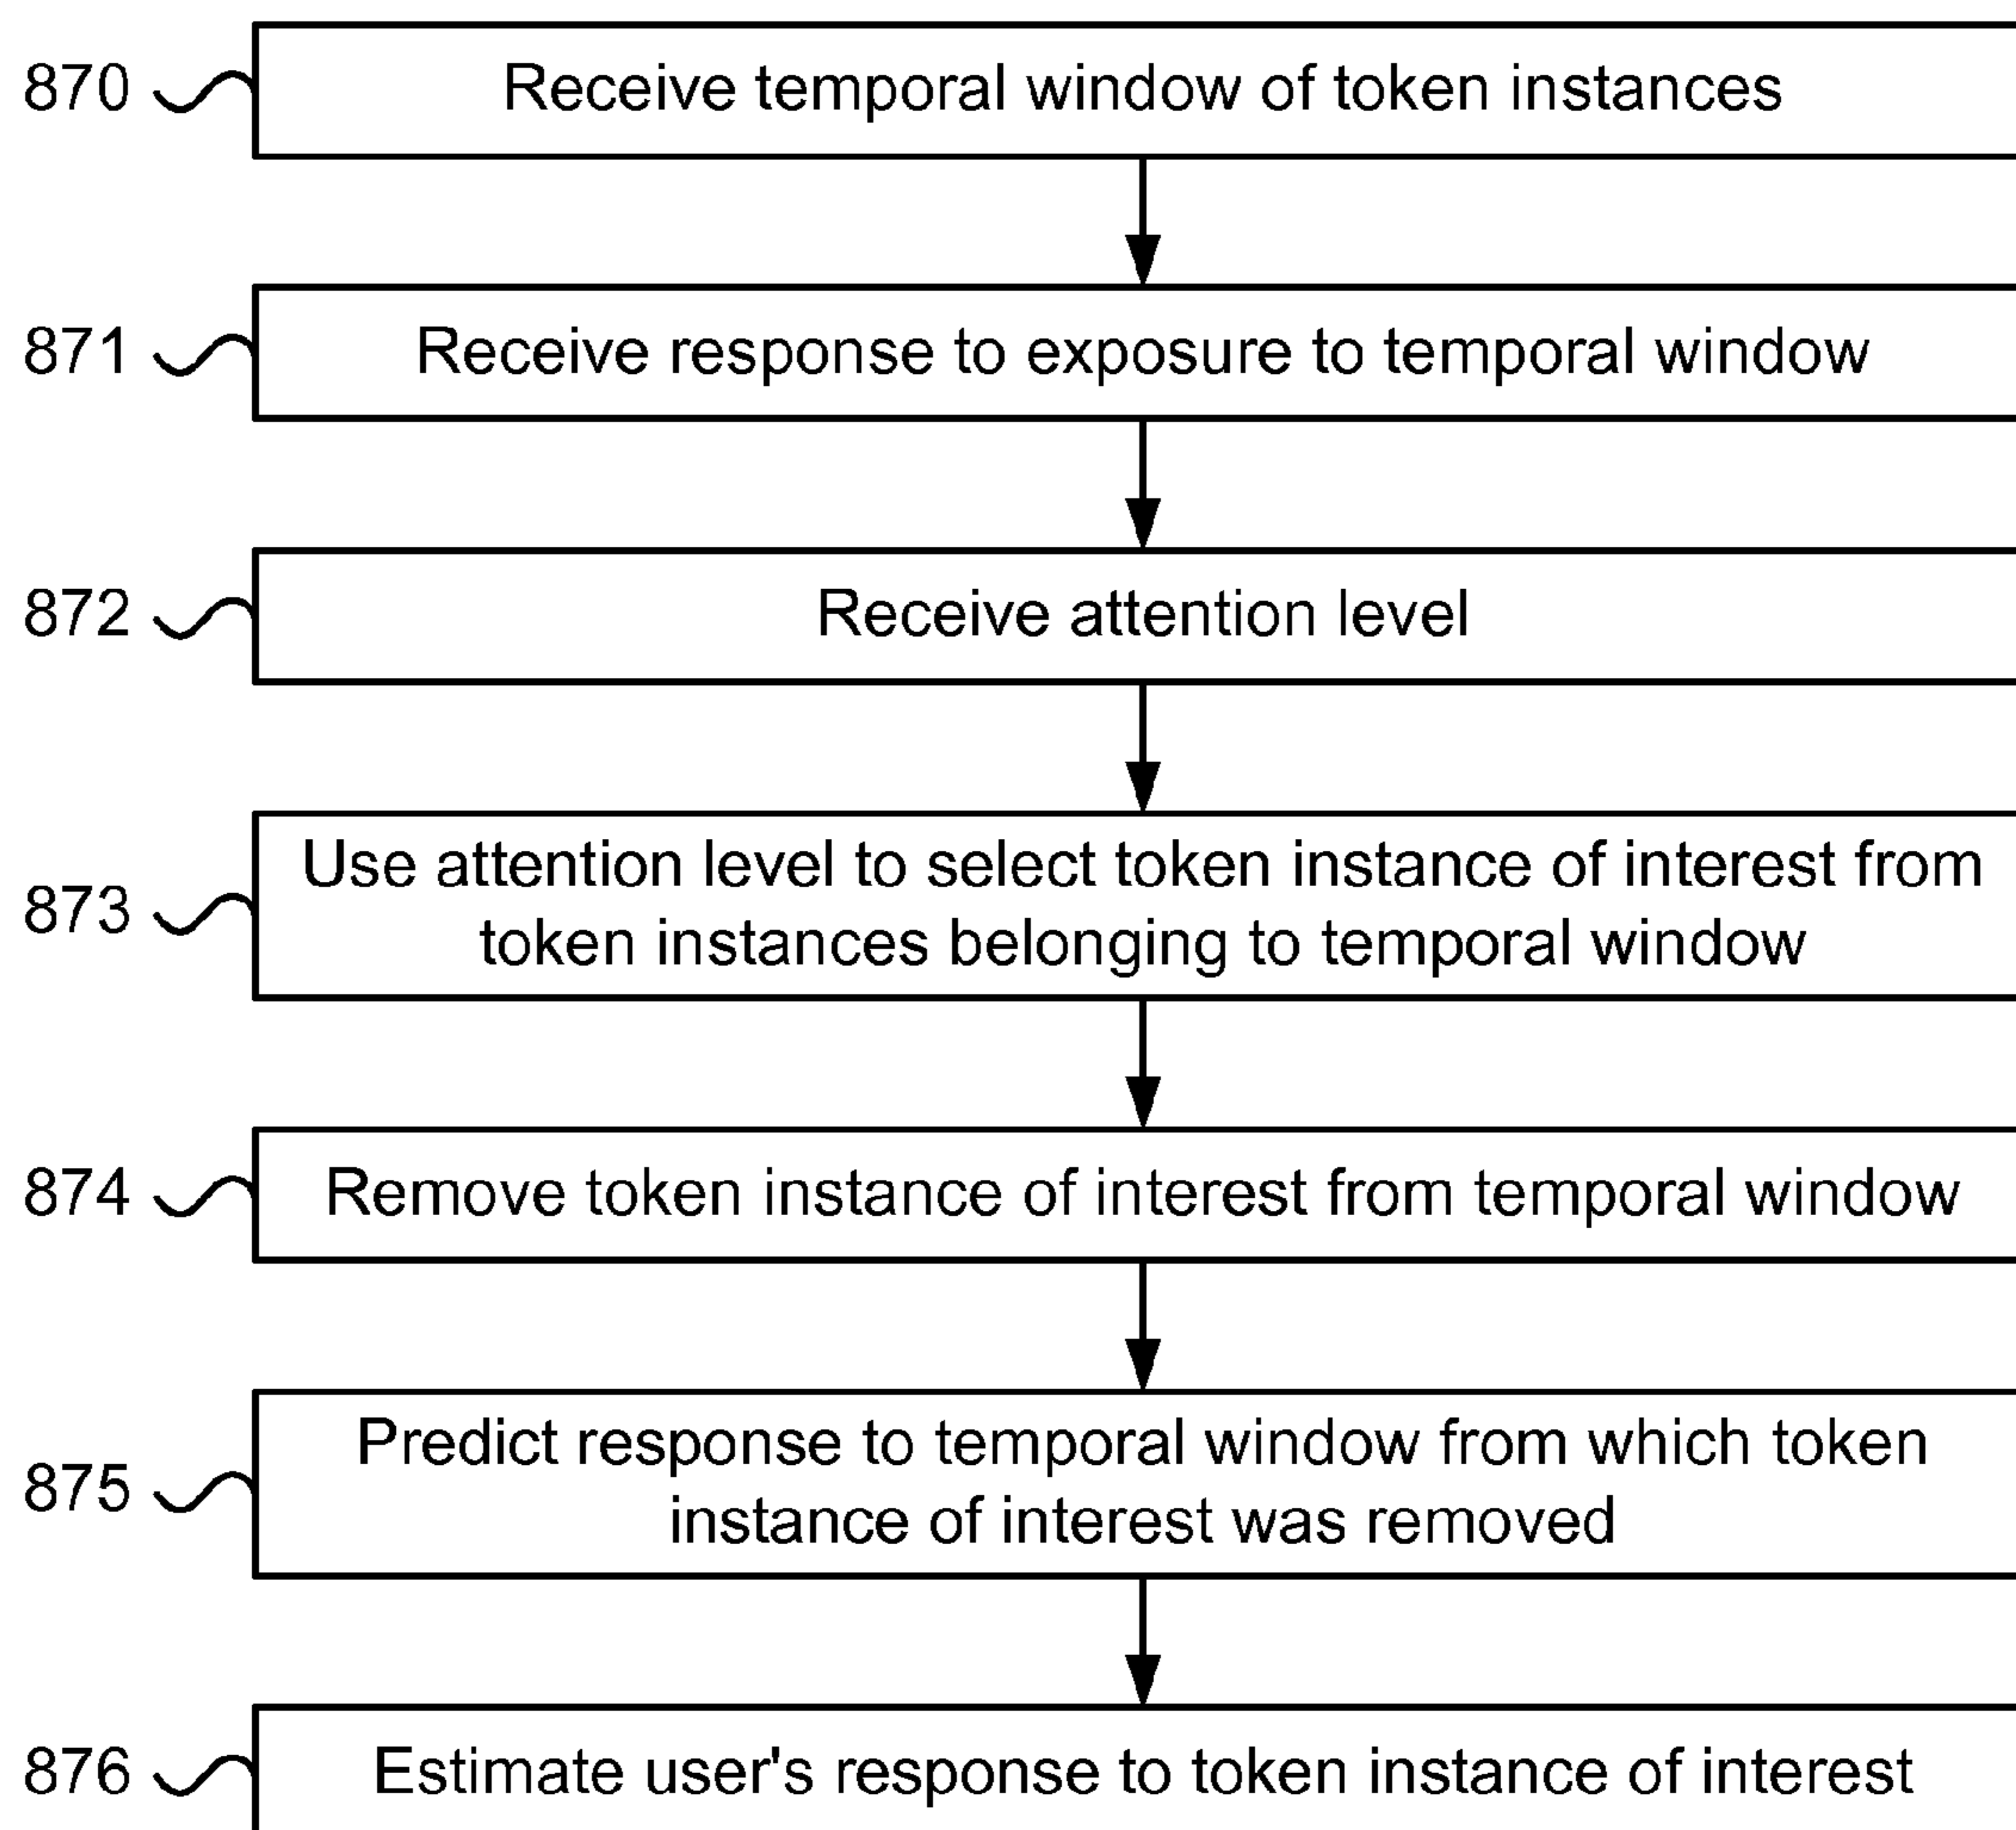 870
Receive temporal window of token instances
871
Receive response to exposure to temporal window
872
Receive attention level
873
Use attention level to select token instance of interest from
token instances belonging to temporal window
874
Remove token instance of interest from temporal window
875
Predict response to temporal window from which token
instance of interest was removed
876
Estimate user's response to token instance of interest